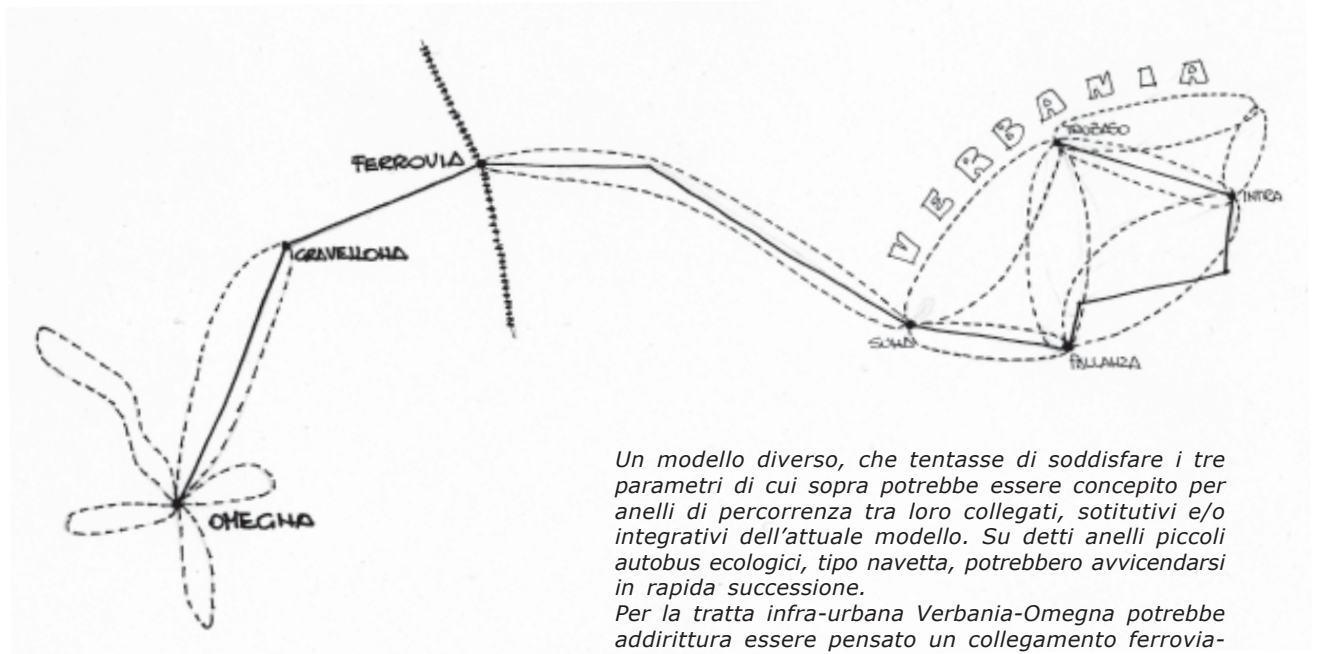 VERBANIA
TROBASO
FERROVIA
INTRA
GRAVELLONA
SUNA
PALLANZA
OMEGNA
Un modello diverso, che tentasse di soddisfare i tre
parametri di cui sopra potrebbe essere concepito per
anelli di percorrenza tra loro collegati, sotitutivi e/o
integrativi dell'attuale modello. Su detti anelli piccoli
autobus ecologici, tipo navetta, potrebbero avvicendarsi
in rapida successione.
Per la tratta infra-urbana Verbania-Omegna potrebbe
addirittura essere pensato un collegamento ferrovia-